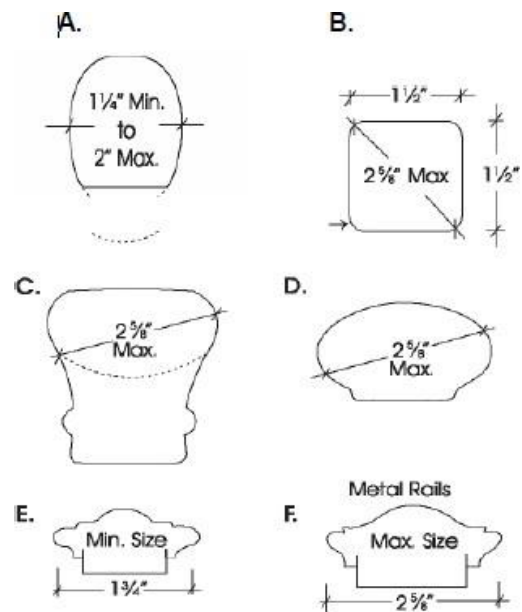 A.
1¼" Min.
to
2" Max.
B.
1½"
2⅝" Max
1½"
C.
2⅝"
Max.
D.
2⅝"
Max.
E.
Min. Size
1¾"
Metal Rails
F.
Max. Size
2⅝"